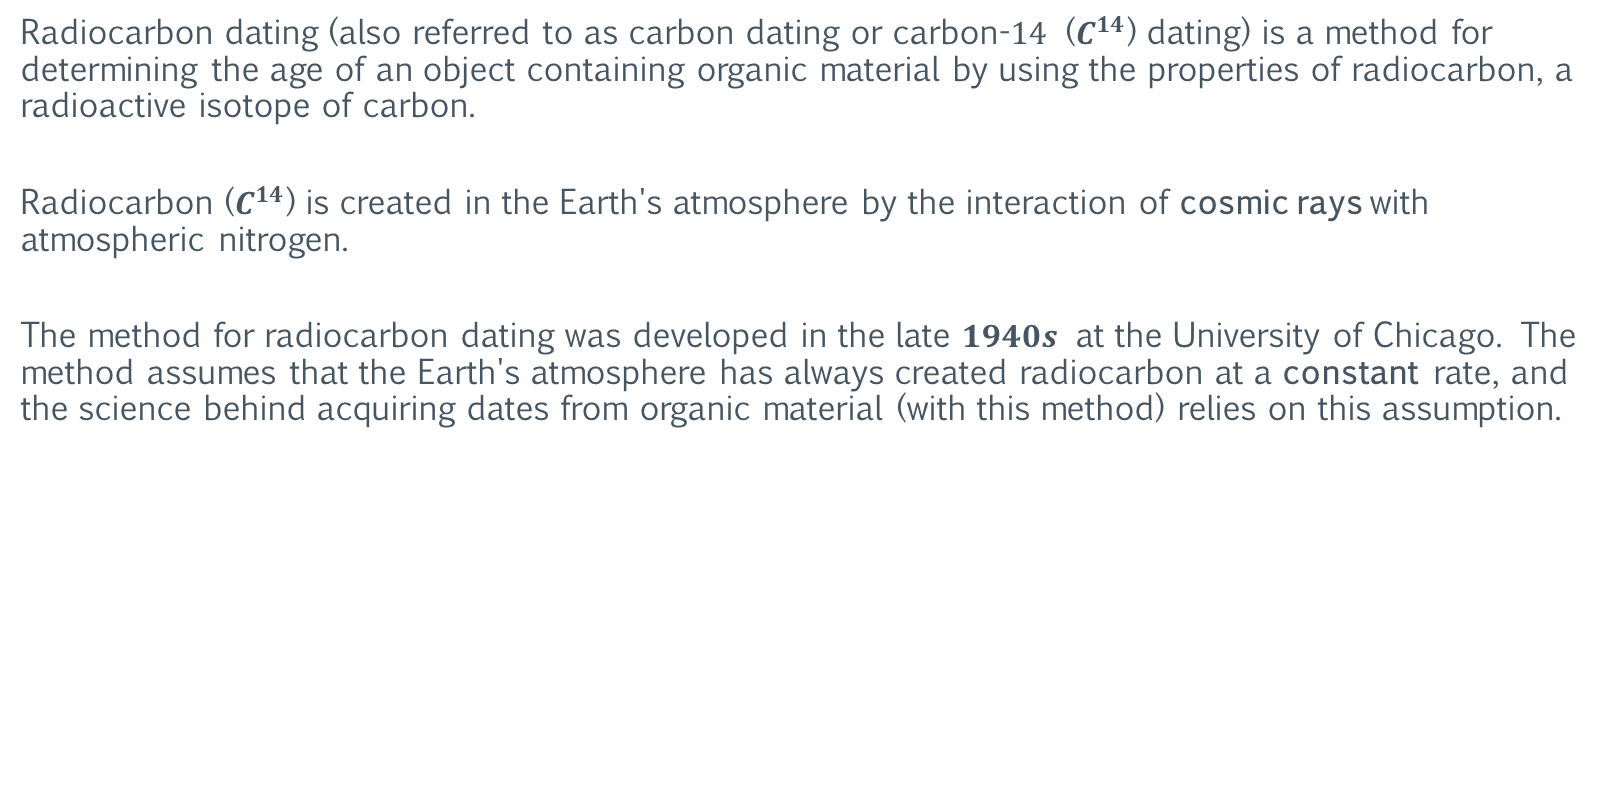 Radiocarbon dating (also referred to as carbon dating or carbon-14 (C¹⁴) dating) is a method for
determining the age of an object containing organic material by using the properties of radiocarbon, a
radioactive isotope of carbon.
Radiocarbon (C¹⁴) is created in the Earth's atmosphere by the interaction of cosmic rays with
atmospheric nitrogen.
The method for radiocarbon dating was developed in the late 1940s at the University of Chicago. The
method assumes that the Earth's atmosphere has always created radiocarbon at a constant rate, and
the science behind acquiring dates from organic material (with this method) relies on this assumption.